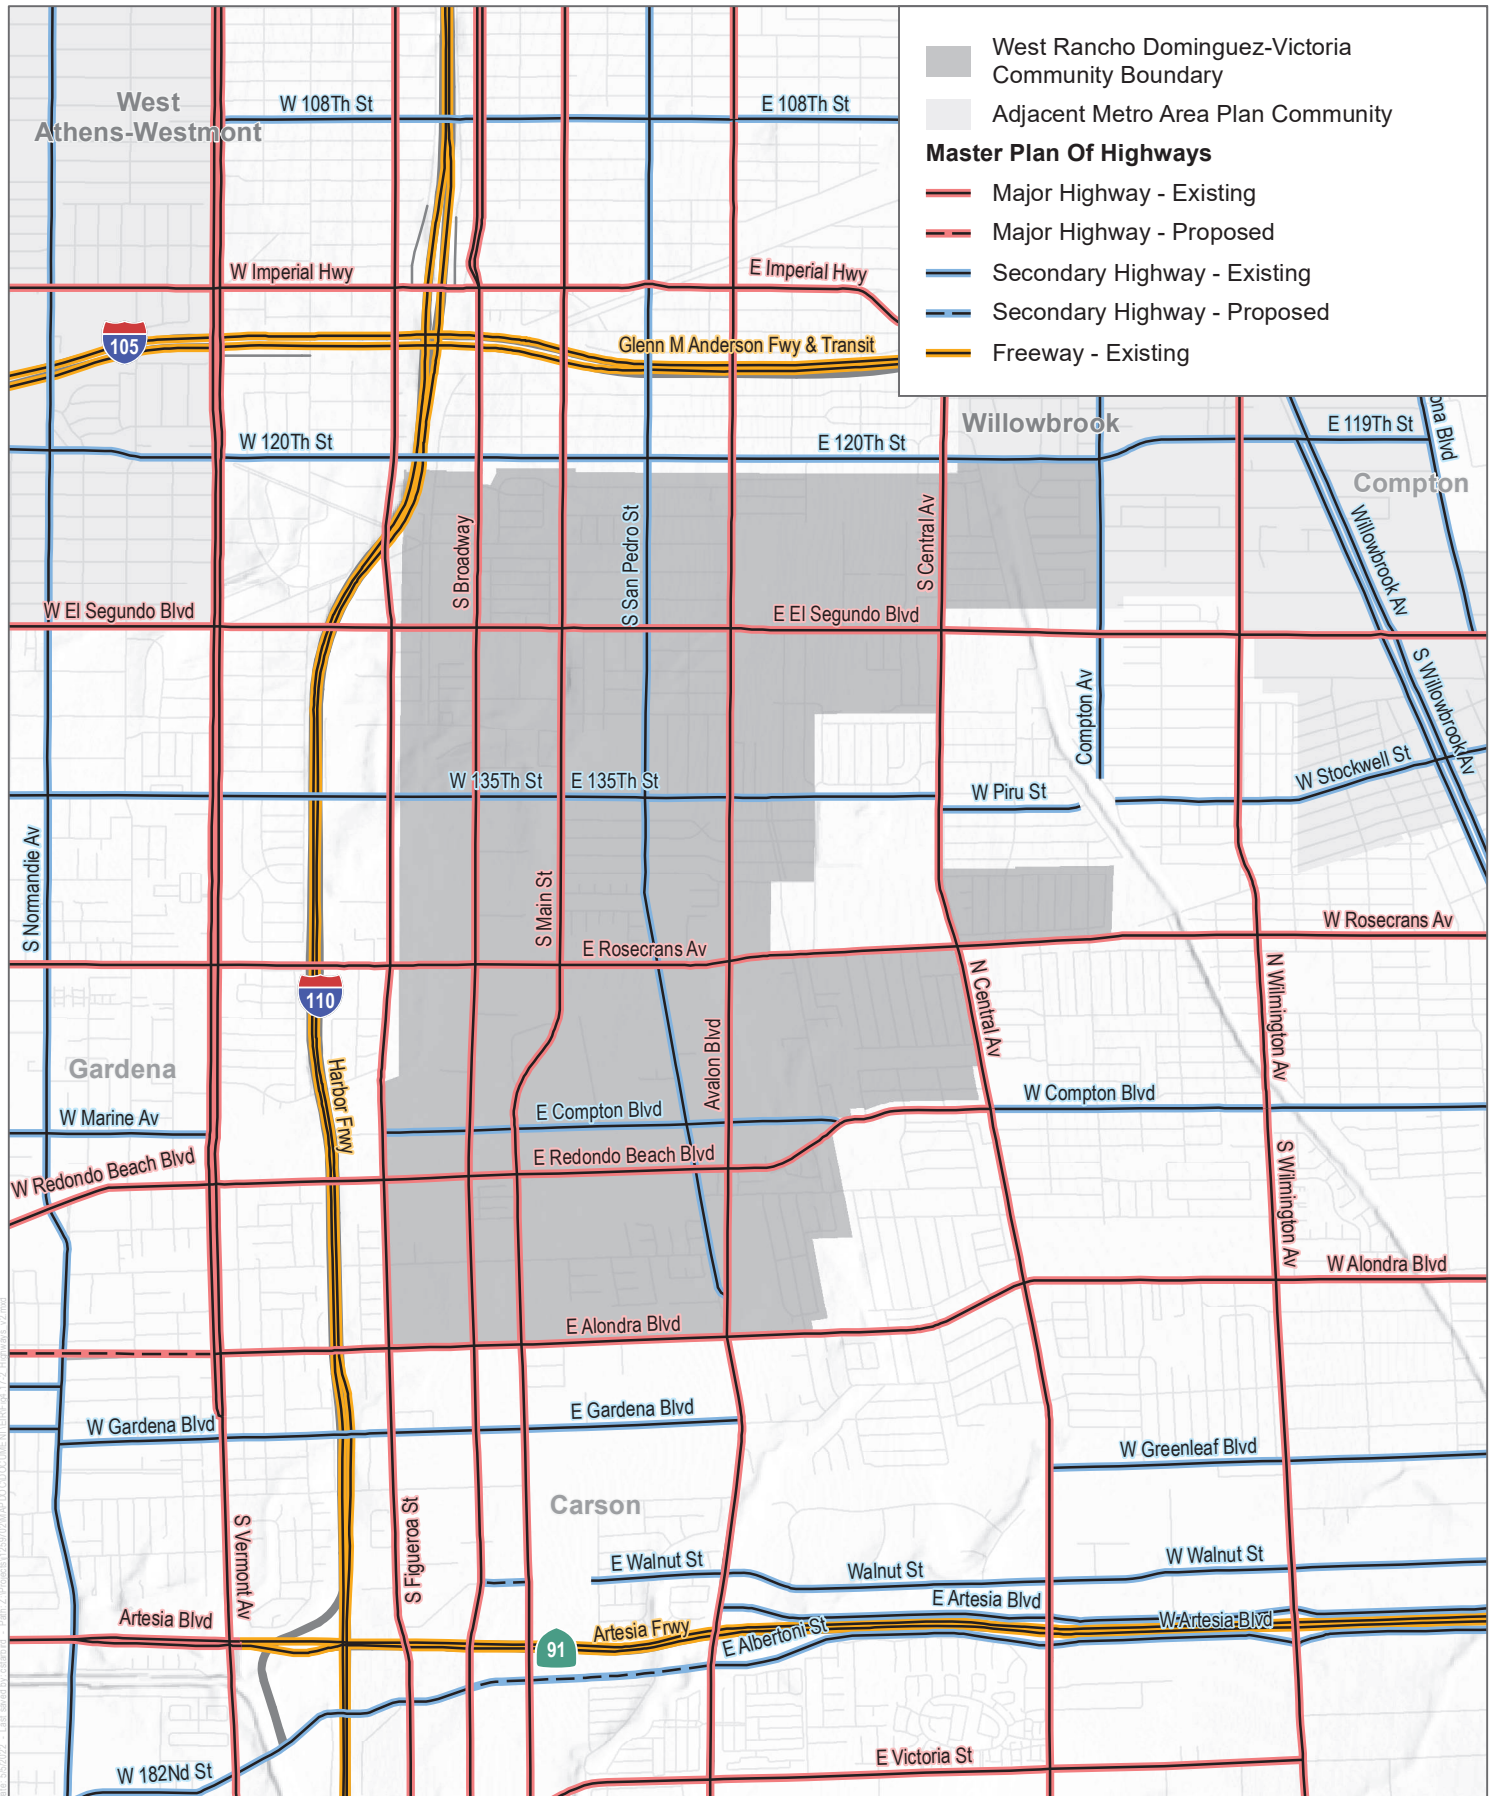 West Rancho Dominguez-Victoria
Community Boundary
Adjacent Metro Area Plan Community
Master Plan Of Highways
Major Highway - Existing
Major Highway - Proposed
Secondary Highway - Existing
Secondary Highway - Proposed
Freeway - Existing
West
Athens-Westmont
W 108Th St
E 108Th St
W Imperial Hwy
E Imperial Hwy
105
Glenn M Anderson Fwy & Transit
Willowbrook
E 119Th St
ona Blvd
W 120Th St
E 120Th St
Compton
S Broadway
S San Pedro St
S Central Av
Willowbrook Av
W El Segundo Blvd
E El Segundo Blvd
S Willowbrook Av
Compton Av
W 135Th St
E 135Th St
W Piru St
W Stockwell St
S Normandie Av
S Main St
E Rosecrans Av
W Rosecrans Av
110
N Central Av
N Wilmington Av
Gardena
Harbor Frwy
Avalon Blvd
W Marine Av
E Compton Blvd
W Compton Blvd
W Redondo Beach Blvd
E Redondo Beach Blvd
S Wilmington Av
W Alondra Blvd
E Alondra Blvd
W Gardena Blvd
E Gardena Blvd
W Greenleaf Blvd
Carson
S Vermont Av
S Figueroa St
E Walnut St
Walnut St
W Walnut St
Artesia Blvd
91
Artesia Frwy
E Albertoni St
E Artesia Blvd
W Artesia Blvd
W 182Nd St
E Victoria St